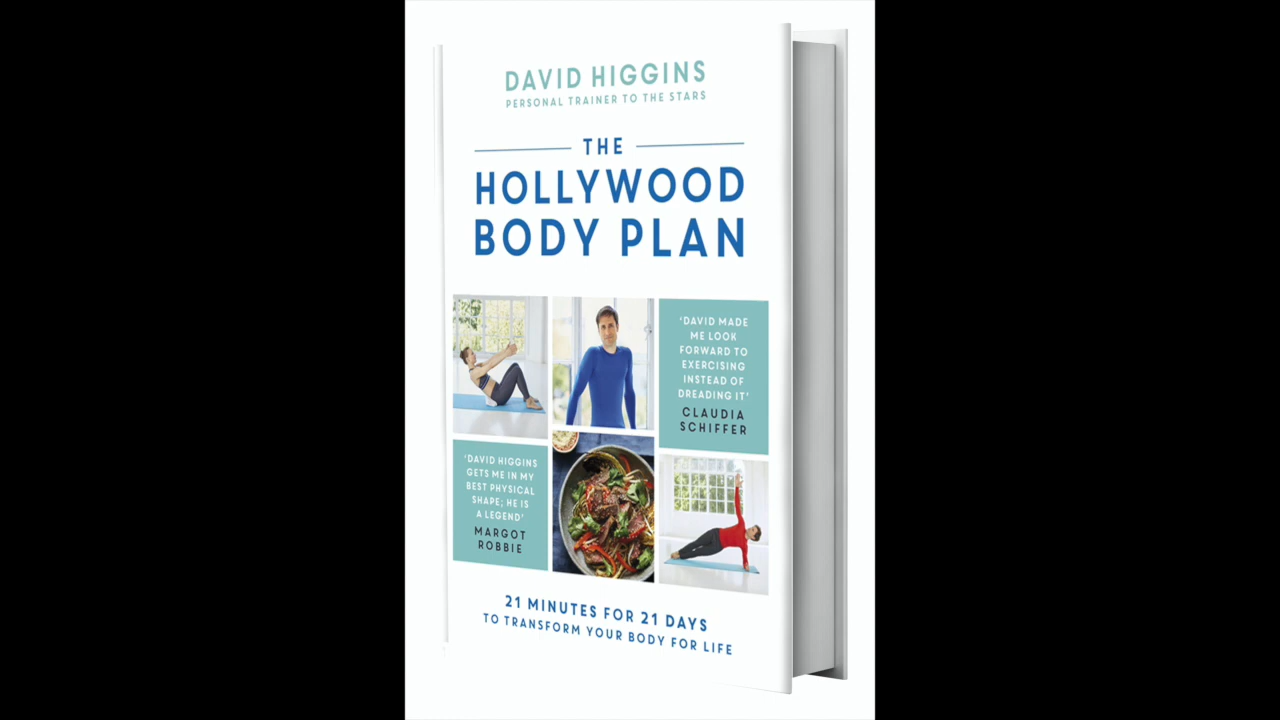 DAVID HIGGINS
PERSONAL TRAINER TO THE STARS
THE
HOLLYWOOD
BODY PLAN
'DAVID MADE
ME LOOK
FORWARD TO
EXERCISING
INSTEAD OF
DREADING IT'
CLAUDIA
SCHIFFER
'DAVID HIGGINS
GETS ME IN MY
BEST PHYSICAL
SHAPE; HE IS
A LEGEND'
MARGOT
ROBBIE
21 MINUTES FOR 21 DAYS
TO TRANSFORM YOUR BODY FOR LIFE